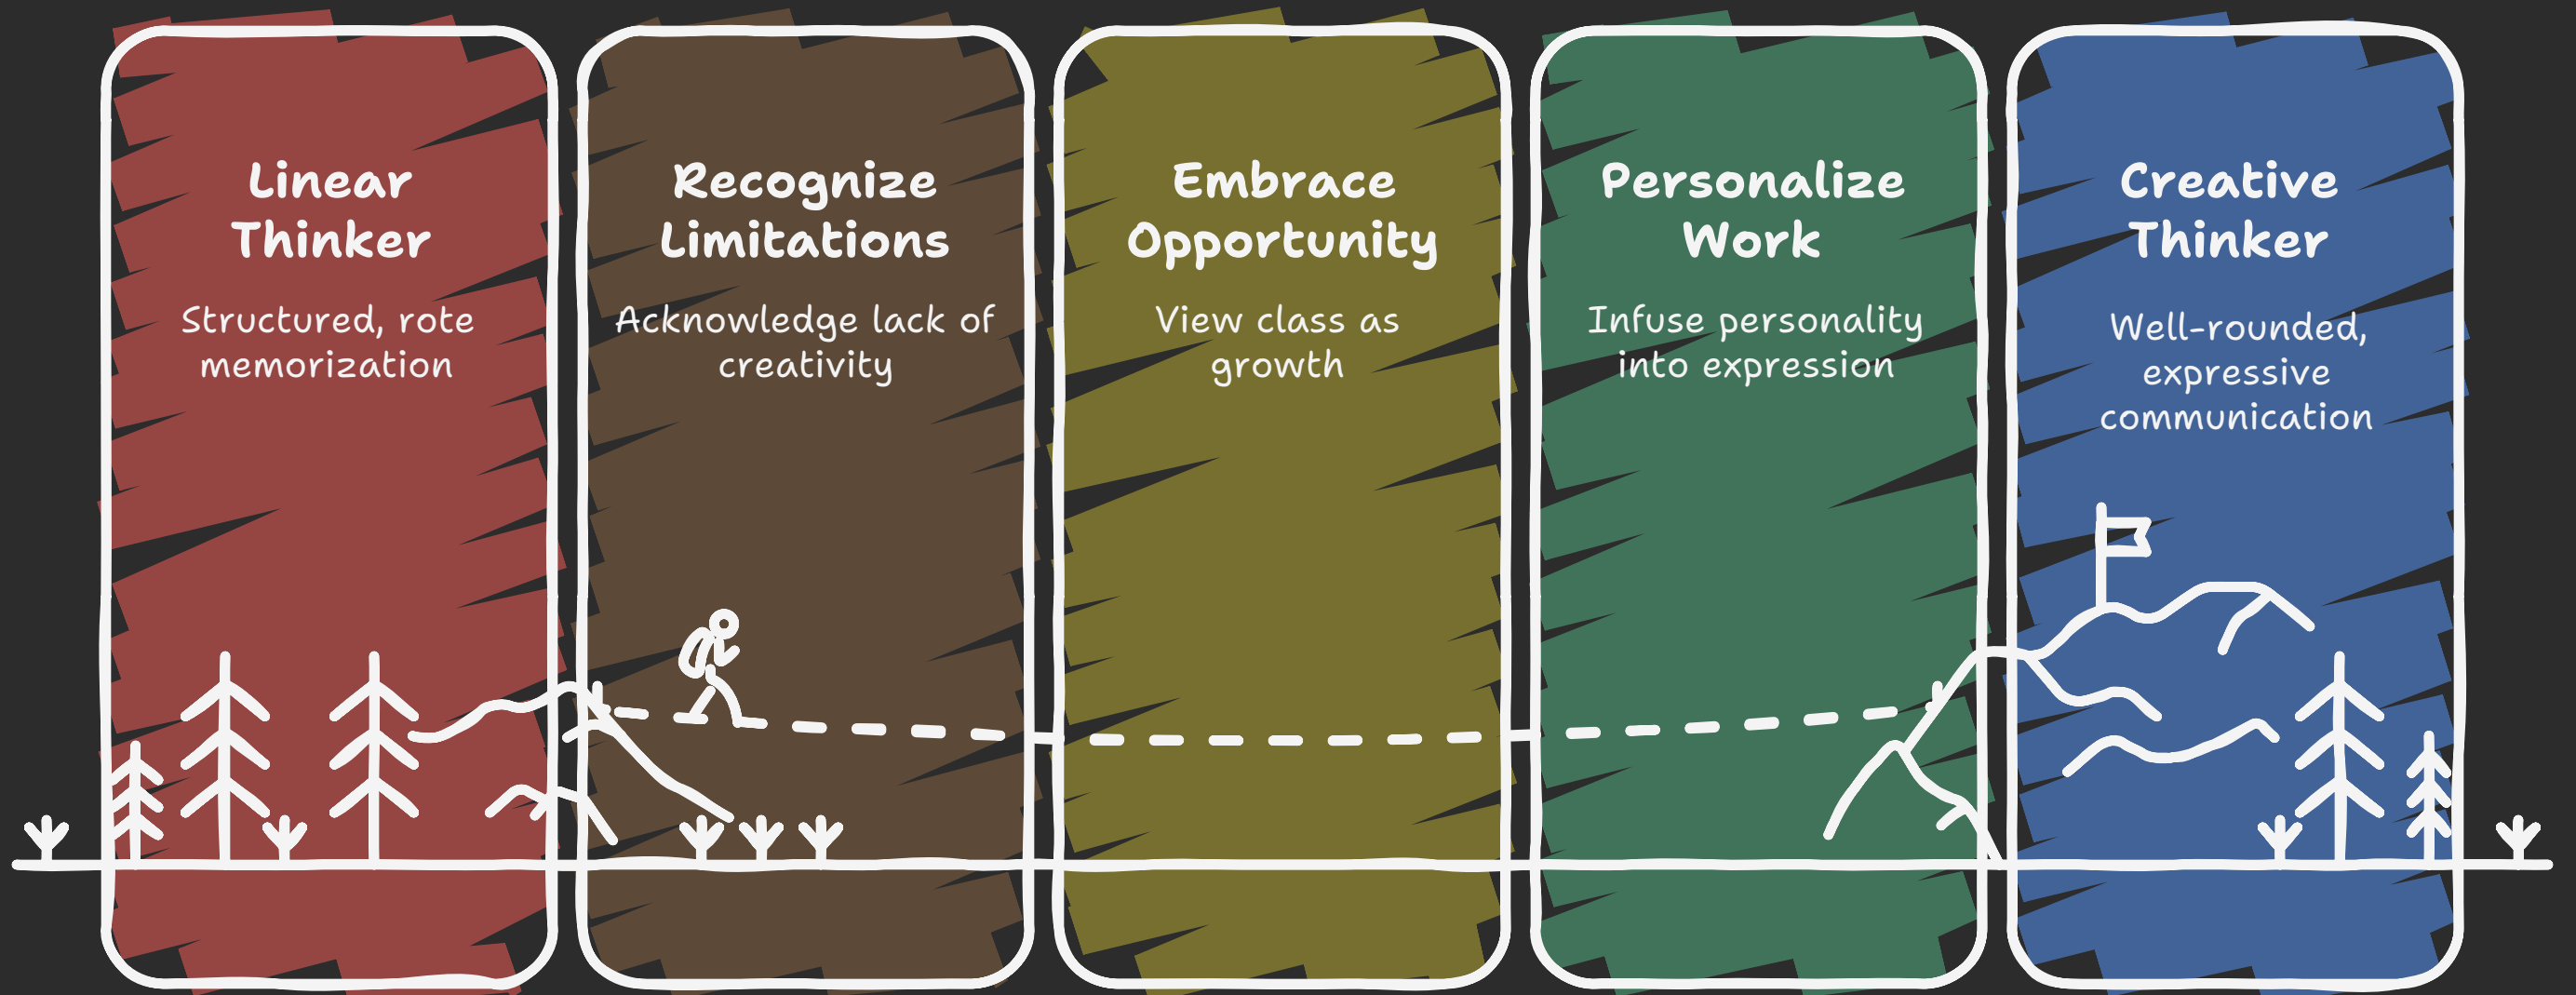 Linear
Thinker
Structured, rote
memorization
Recognize
Limitations
Acknowledge lack of
creativity
Embrace
Opportunity
View class as
growth
Personalize
Work
Infuse personality
into expression
Creative
Thinker
Well-rounded,
expressive
communication